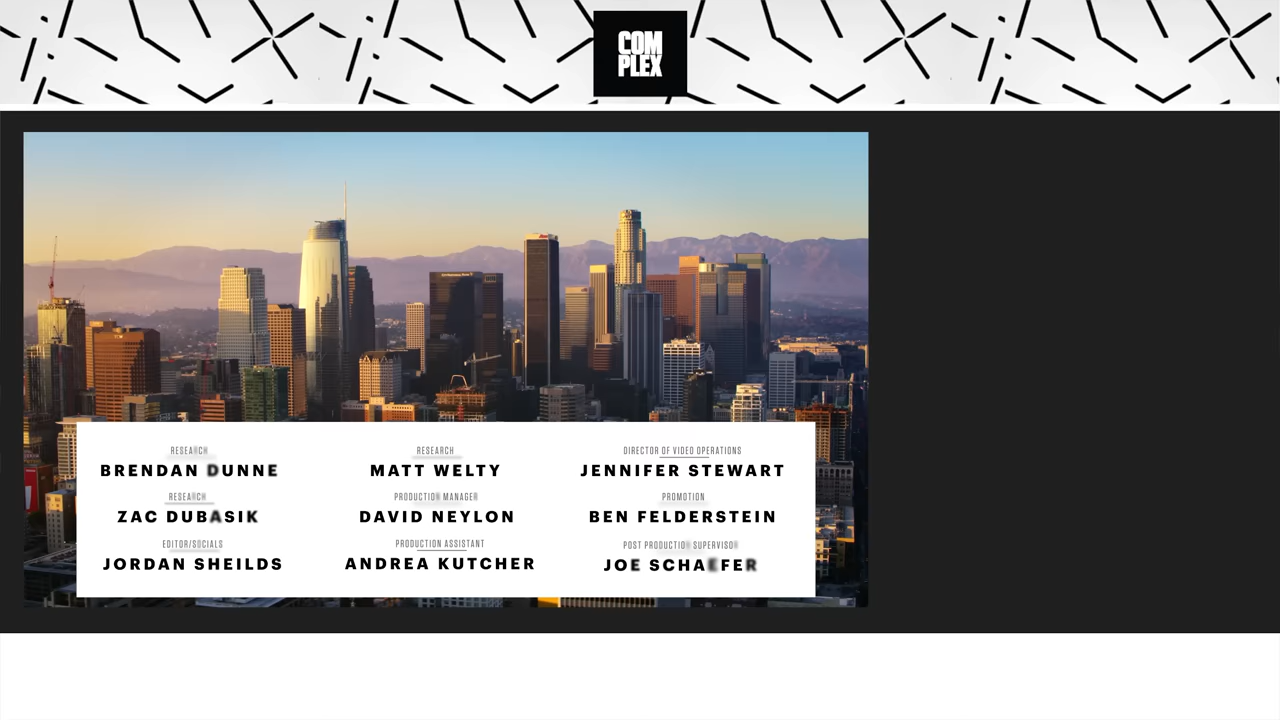 COM
PLEX
RESEARCH
BRENDAN DUNNE
RESEARCH
MATT WELTY
DIRECTOR OF VIDEO OPERATIONS
JENNIFER STEWART
RESEARCH
ZAC DUBASIK
PRODUCTION MANAGER
DAVID NEYLON
PROMOTION
BEN FELDERSTEIN
EDITOR/SOCIALS
JORDAN SHEILDS
PRODUCTION ASSISTANT
ANDREA KUTCHER
POST PRODUCTION SUPERVISOR
JOE SCHAEFER